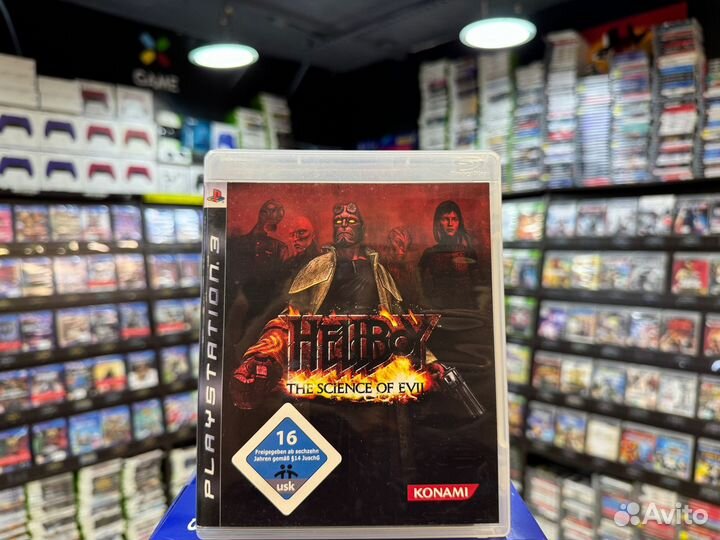 GAME
PLAYSTATION 3
HELLBOY
THE SCIENCE OF EVIL
16
Freigegeben ab sechzehn
Jahren gemäß §14 JuschG
usk
KONAMI
Avito